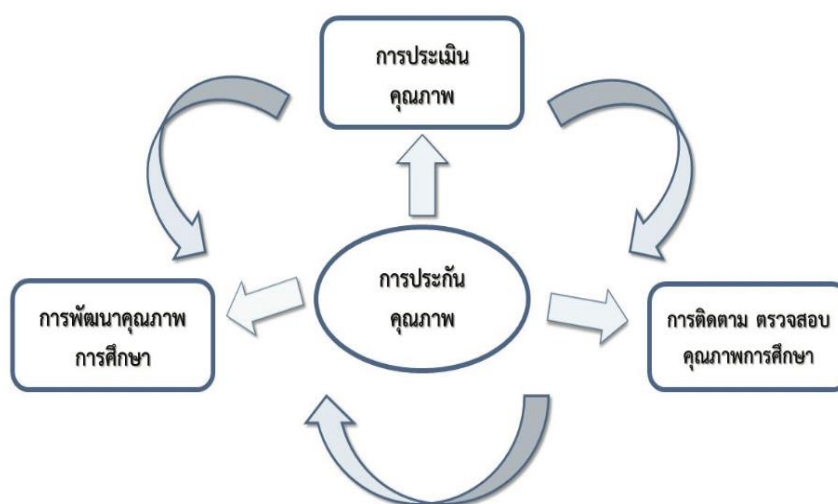 การประเมิน
คุณภาพ
การประกัน
คุณภาพ
การพัฒนาคุณภาพ
การศึกษา
การติดตาม ตรวจสอบ
คุณภาพการศึกษา